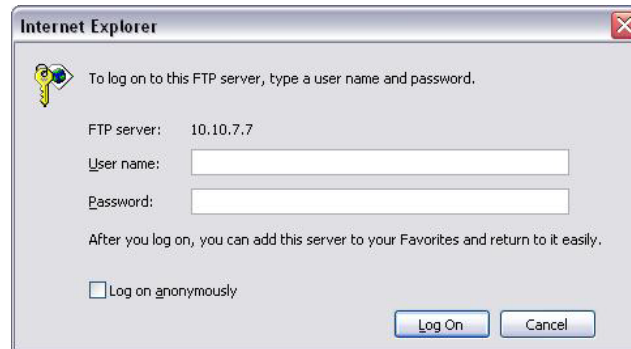 Internet Explorer
To log on to this FTP server, type a user name and password.
FTP server: 10.10.7.7
User name:
Password:
After you log on, you can add this server to your Favorites and return to it easily.
Log on anonymously
Log On Cancel